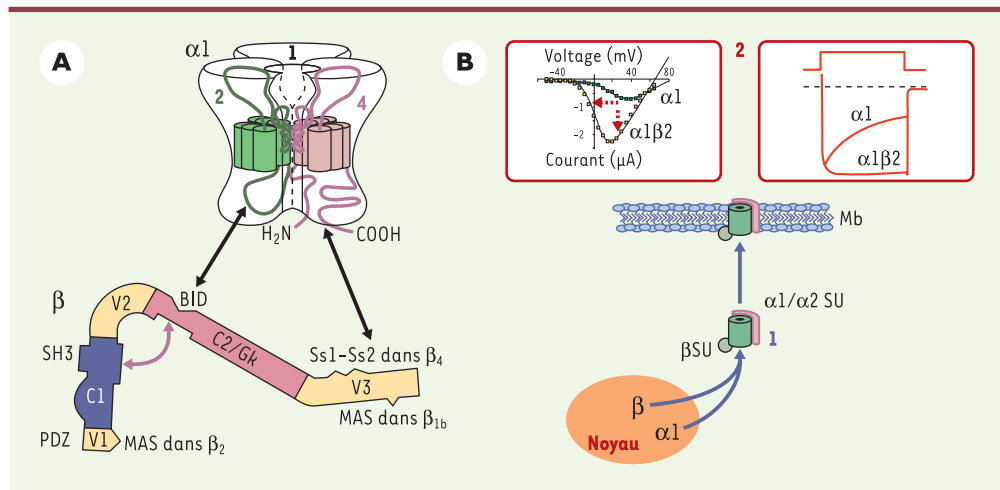 A
α1
1
2
4
H₂N
COOH
β
V2
BID
SH3
C2/Gk
Ss1-Ss2 dans β₄
C1
V3
MAS dans β₁b
PDZ
V1
MAS dans β₂
B
Voltage (mV)
-40
40
80
α1
-1
α1β2
-2
Courant (μA)
2
α1
α1β2
Mb
α1/α2 SU
βSU
1
β
α1
Noyau